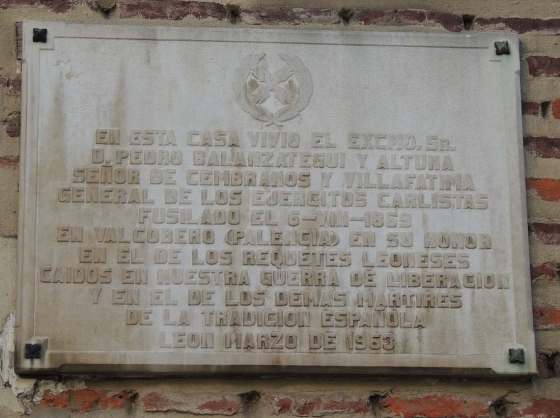 EN ESTA CASA VIVIO EL EXCMO. SR.
D. PEDRO BALANZATEGUI Y ALTUNA
SEÑOR DE CEMBRANOS Y VILLAFATIMA
GENERAL DE LOS EJERCITOS CARLISTAS
FUSILADO EL 6-VIII-1869
EN VALCOBERO (PALENCIA) EN SU HONOR
EN EL DE LOS REQUETES LEONESES
CAIDOS EN NUESTRA GUERRA DE LIBERACION
Y EN EL DE LOS DEMAS MARTIRES
DE LA TRADICION ESPAÑOLA
LEON MARZO DE 1963